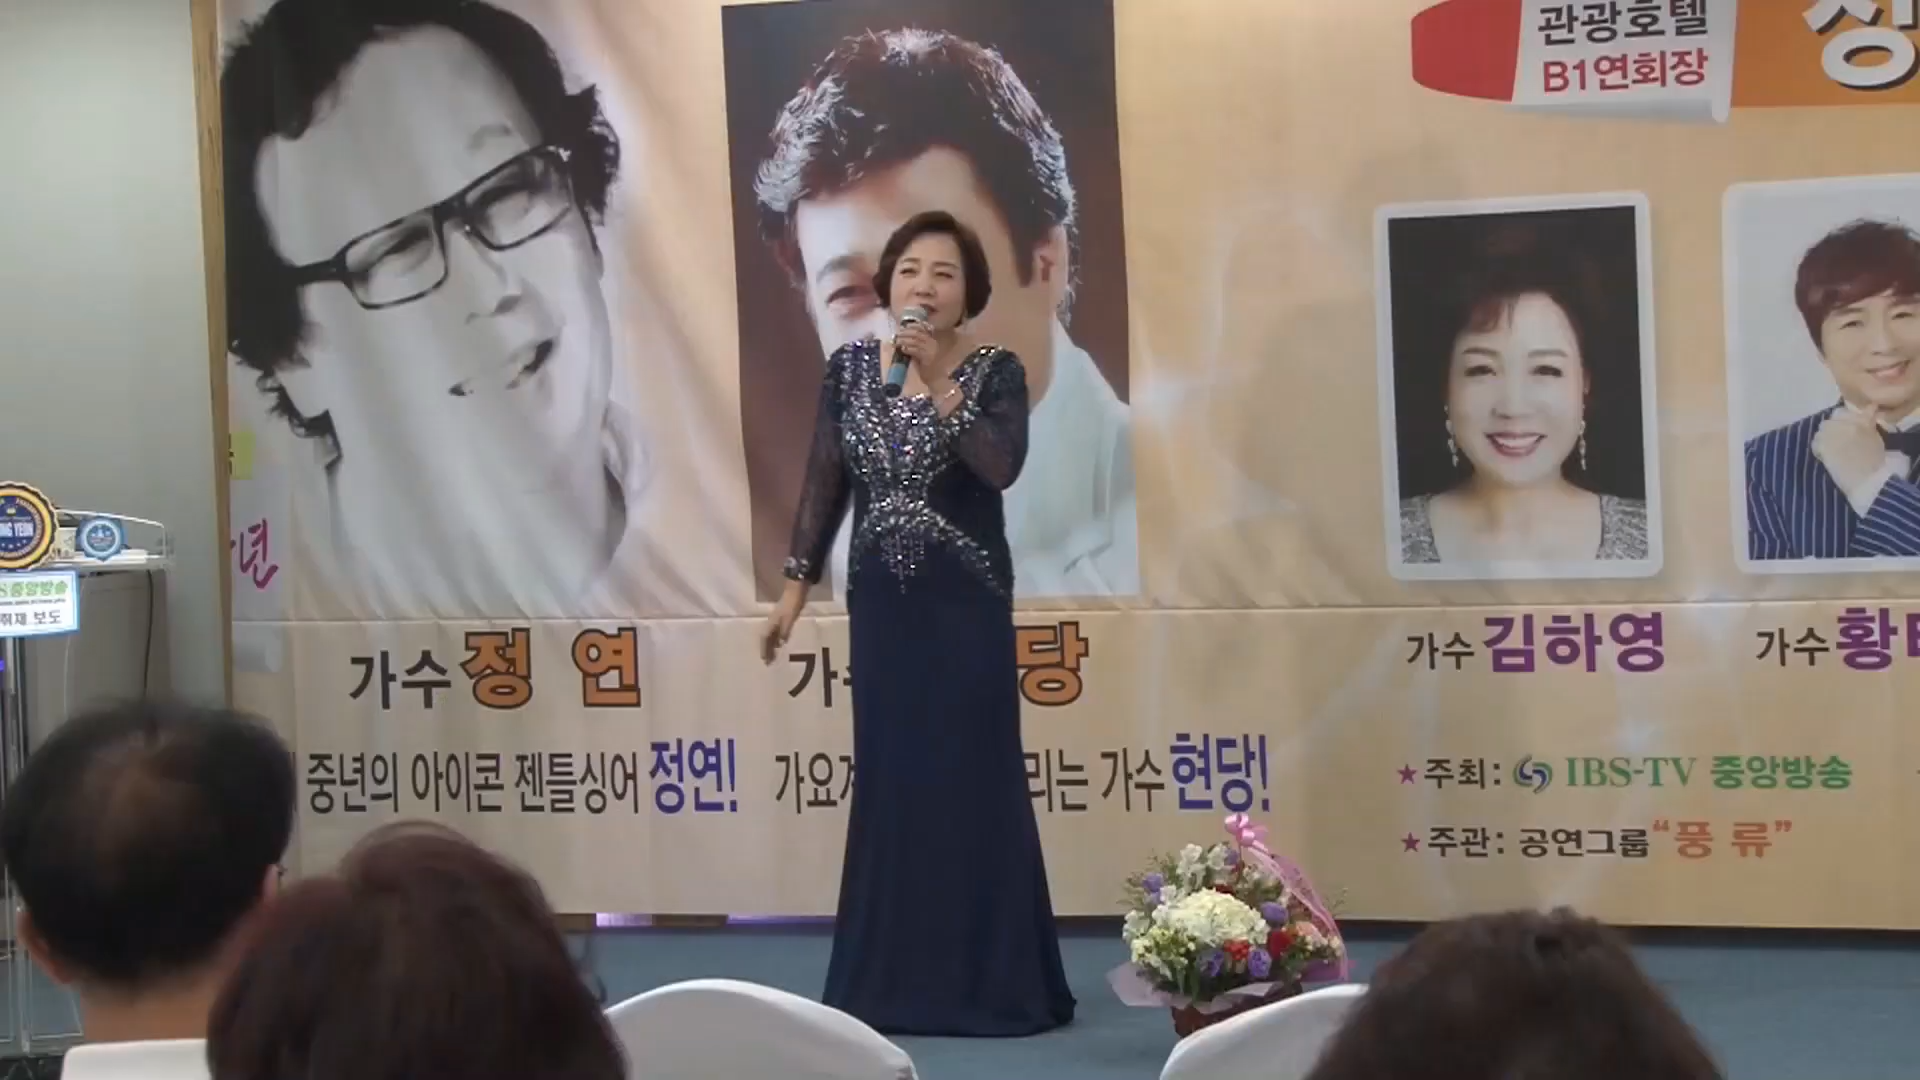 관광호텔
B1연회장
년
중앙방송
취재 보도
가수 정 연
당
가수 김하영
가수 황
중년의 아이콘 젠틀싱어 정연!
가요계 리는 가수 현당!
★주최: IBS-TV 중앙방송
★주관: 공연그룹 “풍 류”